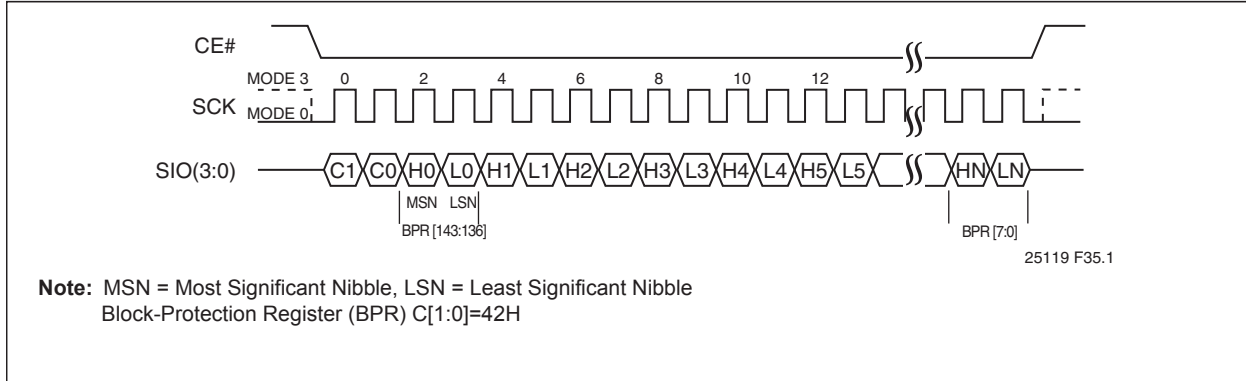 CE#
MODE 3 0 2 4 6 8 10 12
SCK MODE 0
SIO(3:0) C1 C0 H0 L0 H1 L1 H2 L2 H3 L3 H4 L4 H5 L5 HN LN
MSN LSN
BPR [143:136] BPR [7:0]
25119 F35.1
Note: MSN = Most Significant Nibble, LSN = Least Significant Nibble
Block-Protection Register (BPR) C[1:0]=42H